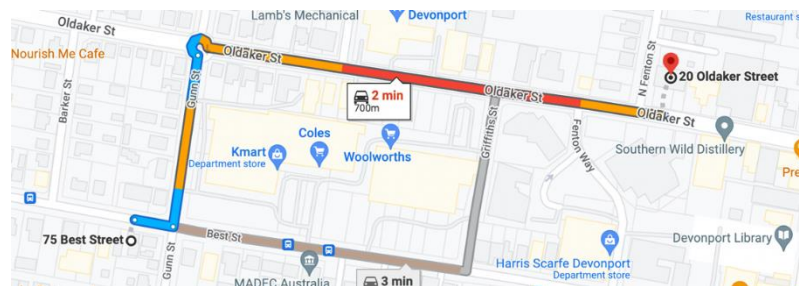 Lamb's Mechanical
Devonport
Restaurant s
Oldaker St
Nourish Me Cafe
Oldaker St
N Fenton St
20 Oldaker Street
Gunn St
Barker St
2 min
700m
Oldaker St
Oldaker St
Coles
Kmart
Department store
Woolworths
Griffiths St
Fenton Way
Southern Wild Distillery
Pre
75 Best Street
Best St
Gunn St
Harris Scarfe Devonport
Department store
Devonport Library
MADEC Australia
3 min